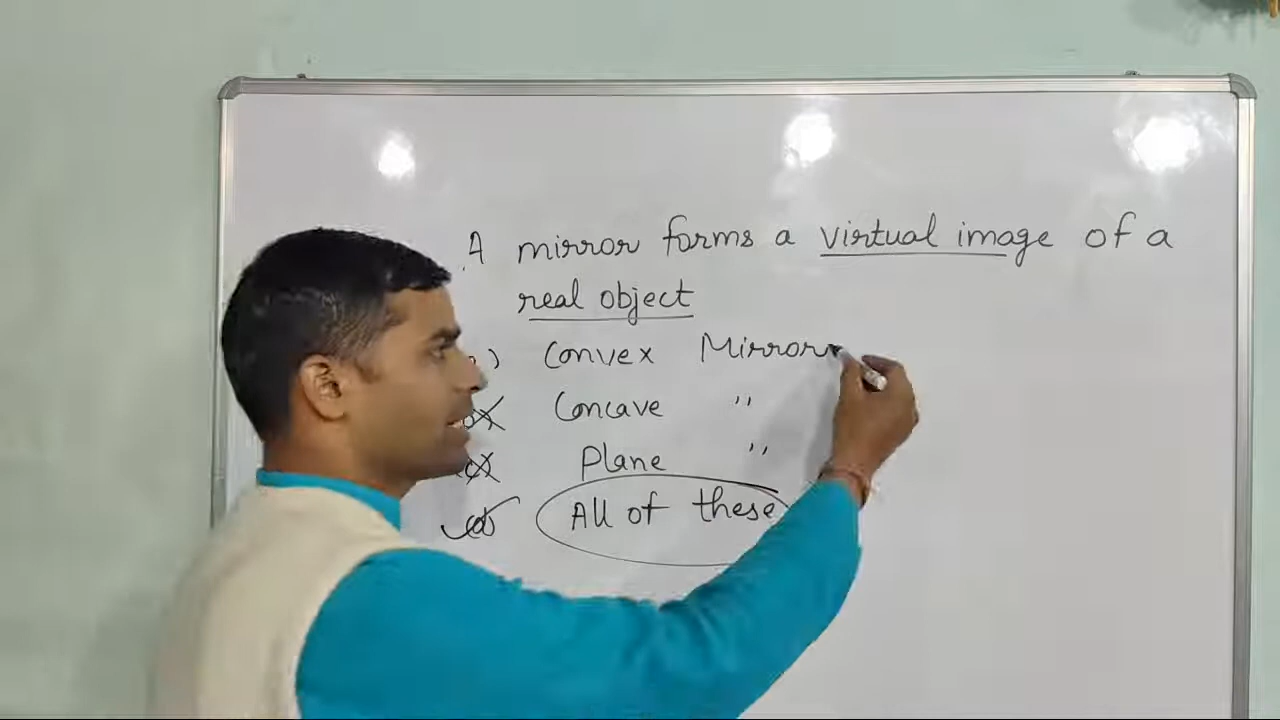 A mirror forms a virtual image of a
real object
) Convex Mirror
Concave "
c) Plane "
d) All of these